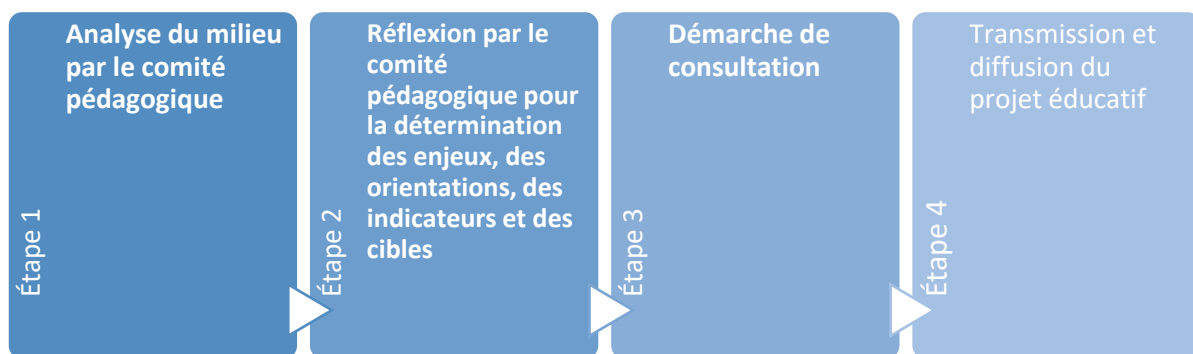 Étape 1
Analyse du milieu
par le comité
pédagogique
Étape 2
Réflexion par le
comité
pédagogique pour
la détermination
des enjeux, des
orientations, des
indicateurs et des
cibles
Étape 3
Démarche de
consultation
Étape 4
Transmission et
diffusion du
projet éducatif